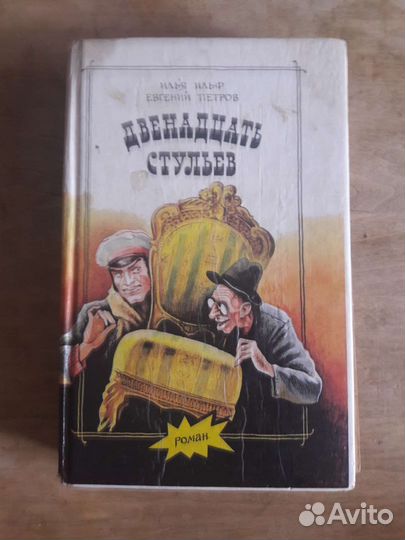 ИЛЬЯ ИЛЬФ
ЕВГЕНИЙ ПЕТРОВ
ДВЕНАДЦАТЬ
СТУЛЬЕВ
роман
Avito